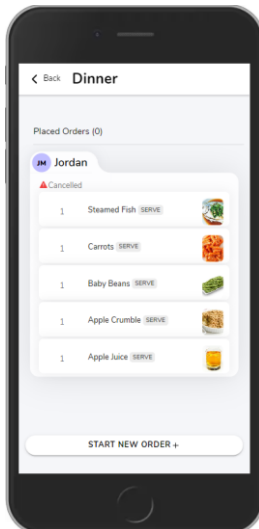 Back Dinner
Placed Orders (0)
JM Jordan
Cancelled
1 Steamed Fish SERVE
1 Carrots SERVE
1 Baby Beans SERVE
1 Apple Crumble SERVE
1 Apple Juice SERVE
START NEW ORDER +